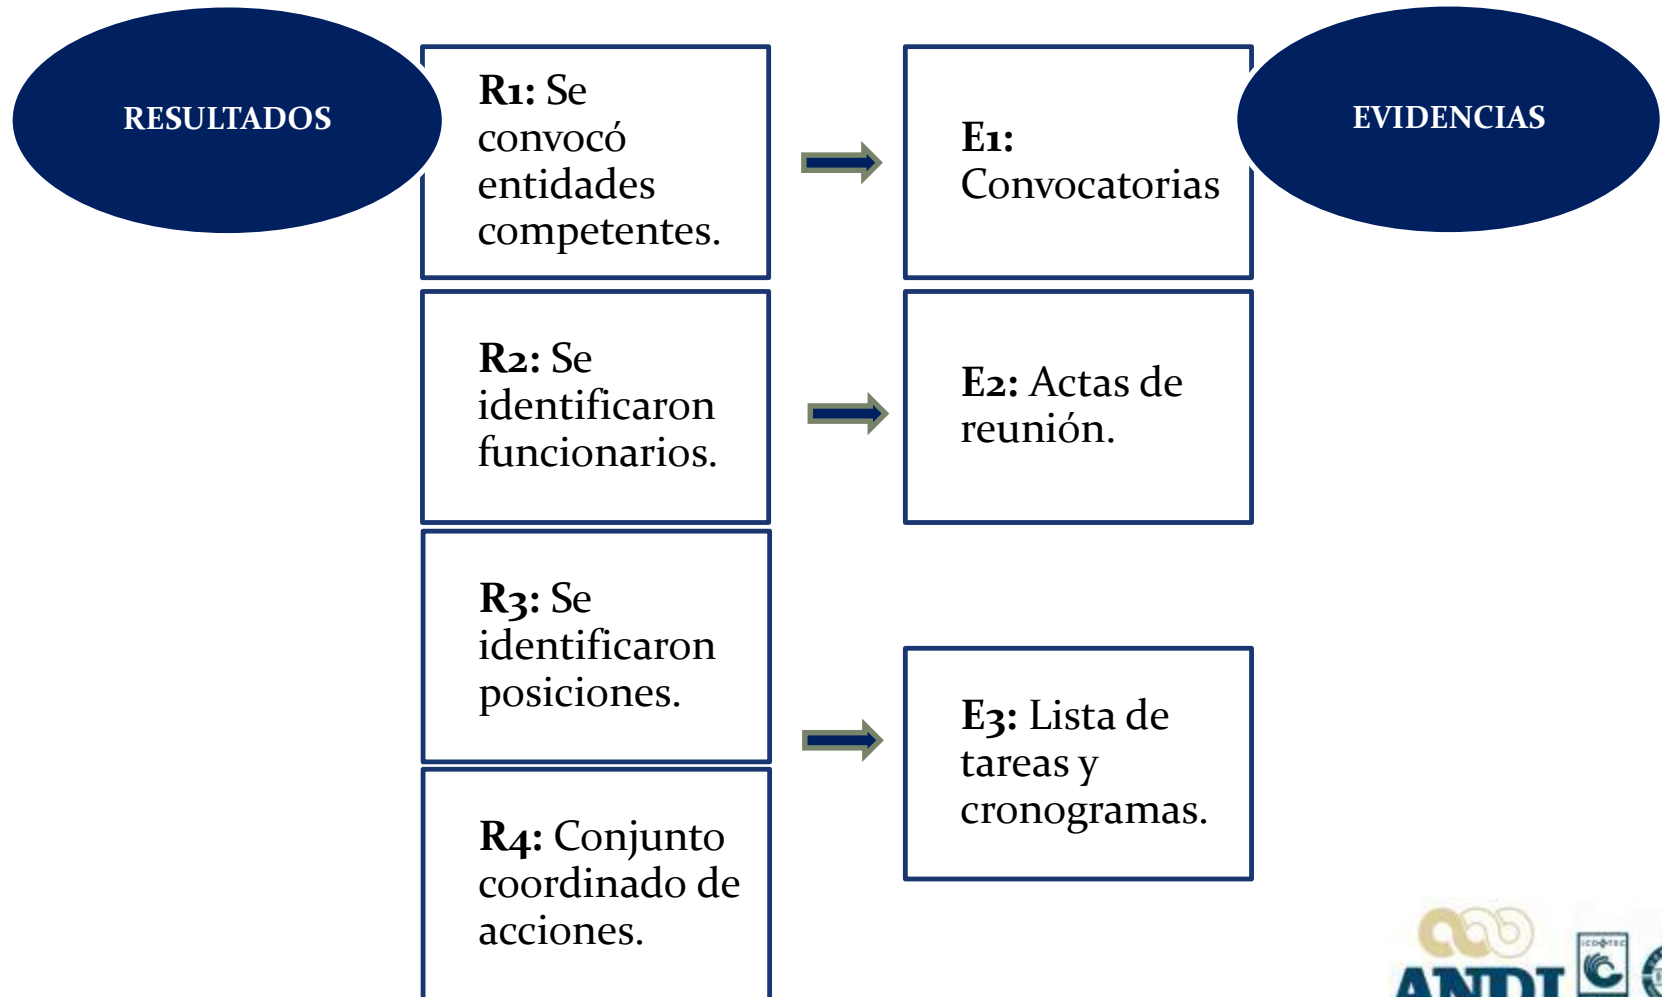 RESULTADOS
R1: Se
convocó
entidades
competentes.
E1:
Convocatorias
EVIDENCIAS
R2: Se
identificaron
funcionarios.
E2: Actas de
reunión.
R3: Se
identificaron
posiciones.
E3: Lista de
tareas y
cronogramas.
R4: Conjunto
coordinado de
acciones.
ANDI
icontec